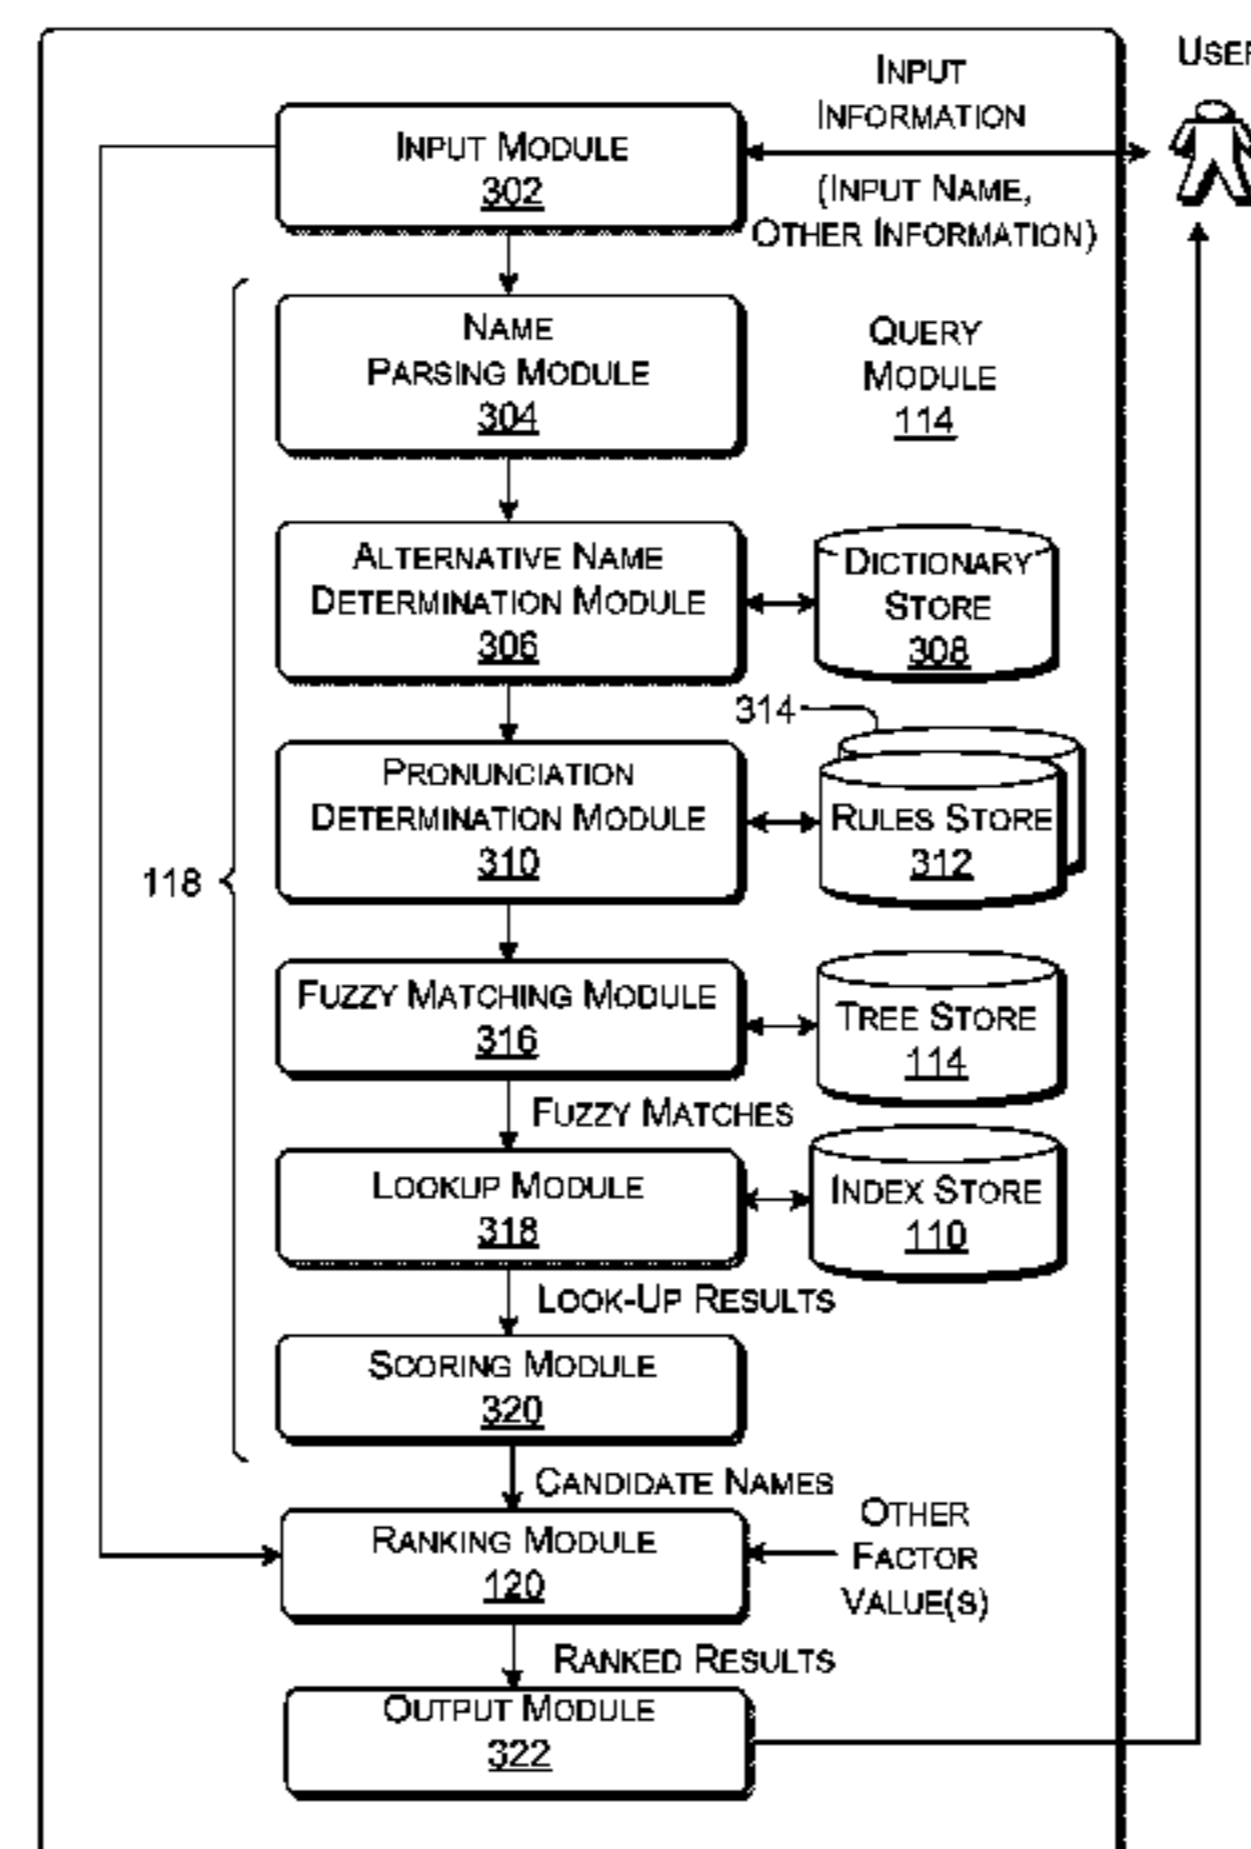 USER
INPUT
INFORMATION
(INPUT NAME,
OTHER INFORMATION)
INPUT MODULE
302
NAME
PARSING MODULE
304
QUERY
MODULE
114
ALTERNATIVE NAME
DETERMINATION MODULE
306
DICTIONARY
STORE
308
314
PRONUNCIATION
DETERMINATION MODULE
310
RULES STORE
312
118
FUZZY MATCHING MODULE
316
TREE STORE
114
FUZZY MATCHES
LOOKUP MODULE
318
INDEX STORE
110
LOOK-UP RESULTS
SCORING MODULE
320
CANDIDATE NAMES
RANKING MODULE
120
OTHER
FACTOR
VALUE(S)
RANKED RESULTS
OUTPUT MODULE
322